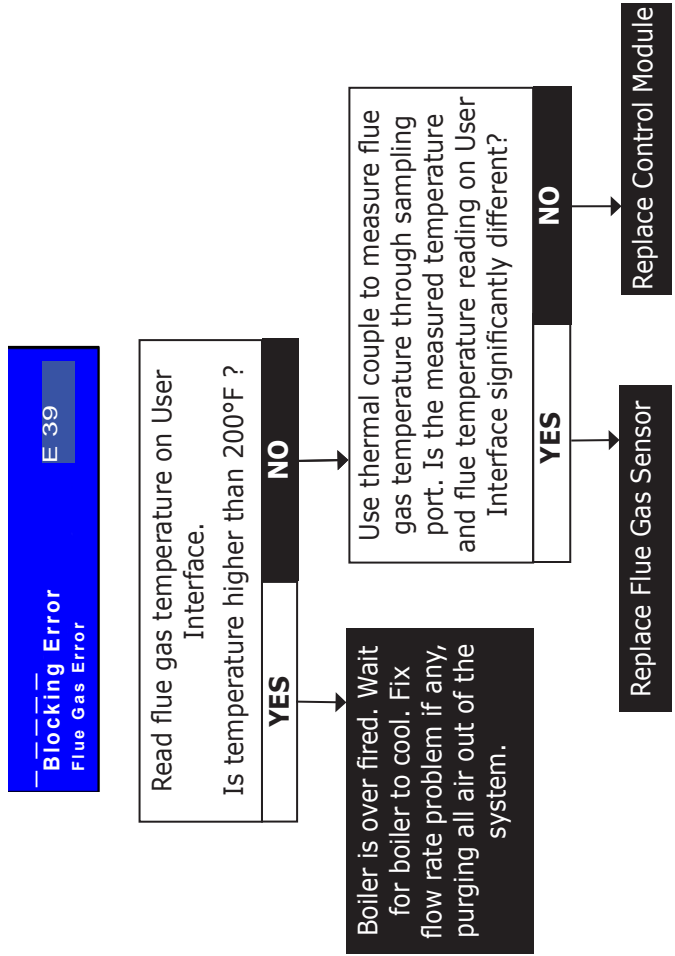 Blocking Error
Flue Gas Error
E 39
Read flue gas temperature on User
Interface.
Is temperature higher than 200ºF ?
YES
NO
Boiler is over fired. Wait
for boiler to cool. Fix
flow rate problem if any,
purging all air out of the
system.
Use thermal couple to measure flue
gas temperature through sampling
port. Is the measured temperature
and flue temperature reading on User
Interface significantly different?
YES
NO
Replace Flue Gas Sensor
Replace Control Module